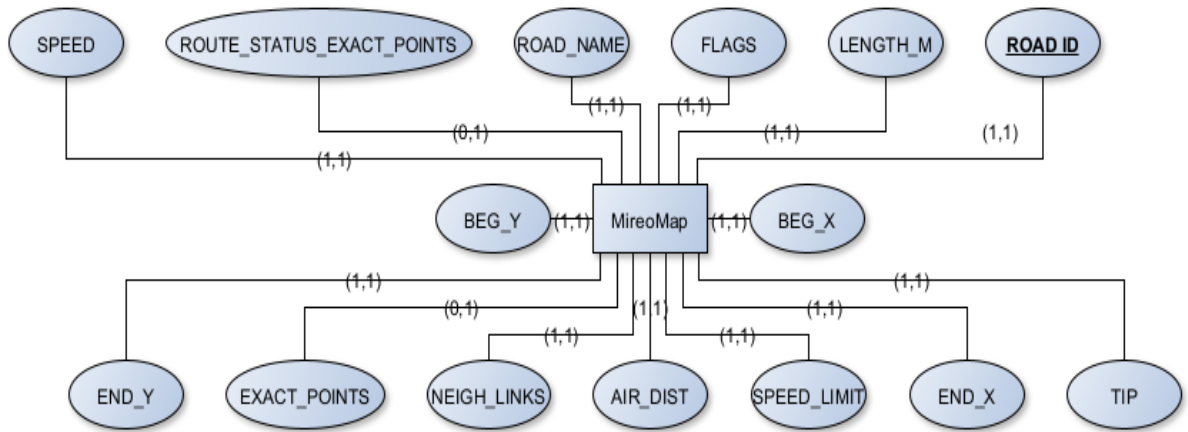 SPEED
ROUTE_STATUS_EXACT_POINTS
ROAD_NAME
FLAGS
LENGTH_M
ROAD ID
(1,1)
(1,1)
(0,1)
(1,1)
(1,1)
(1,1)
BEG_Y
(1,1)
MireoMap
(1,1)
BEG_X
(1,1)
(1,1)
(0,1)
(1,1)
(1,1)
(1,1)
(1,1)
END_Y
EXACT_POINTS
NEIGH_LINKS
AIR_DIST
SPEED_LIMIT
END_X
TIP